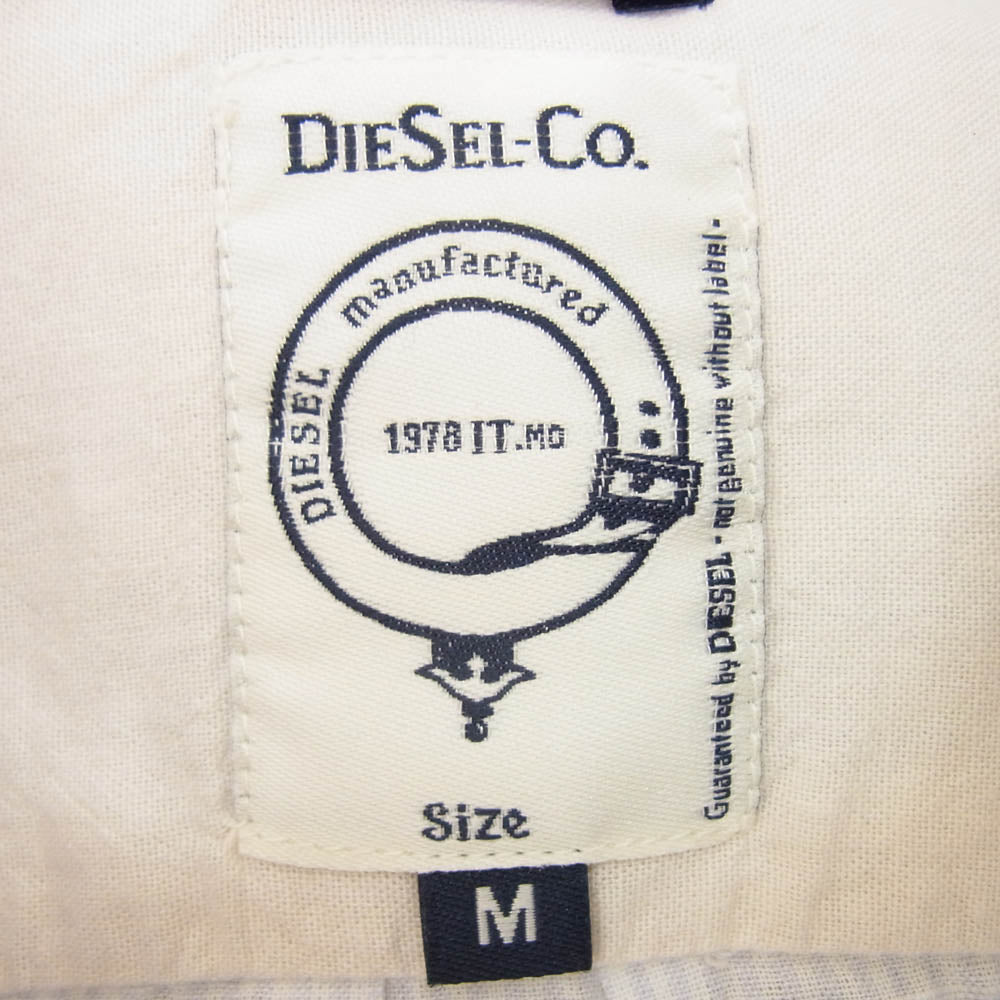 DIESEL-CO.
DIESEL manufactured
1978 IT.MO
Guaranteed by DIESEL - not genuine without label -
Size
M